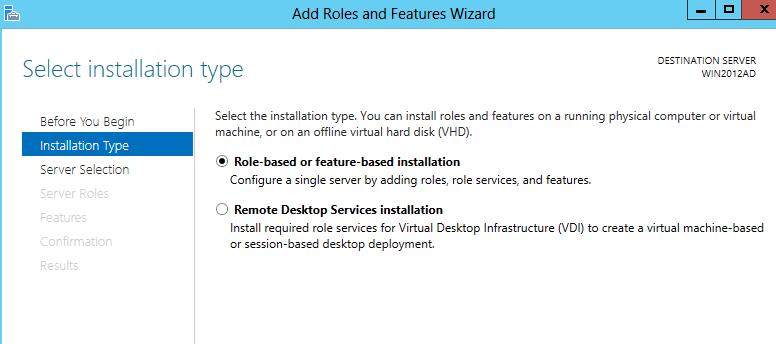 Add Roles and Features Wizard
Select installation type
DESTINATION SERVER
WIN2012AD
Before You Begin
Installation Type
Server Selection
Server Roles
Features
Confirmation
Results
Select the installation type. You can install roles and features on a running physical computer or virtual
machine, or on an offline virtual hard disk (VHD).
Role-based or feature-based installation
Configure a single server by adding roles, role services, and features.
Remote Desktop Services installation
Install required role services for Virtual Desktop Infrastructure (VDI) to create a virtual machine-based
or session-based desktop deployment.